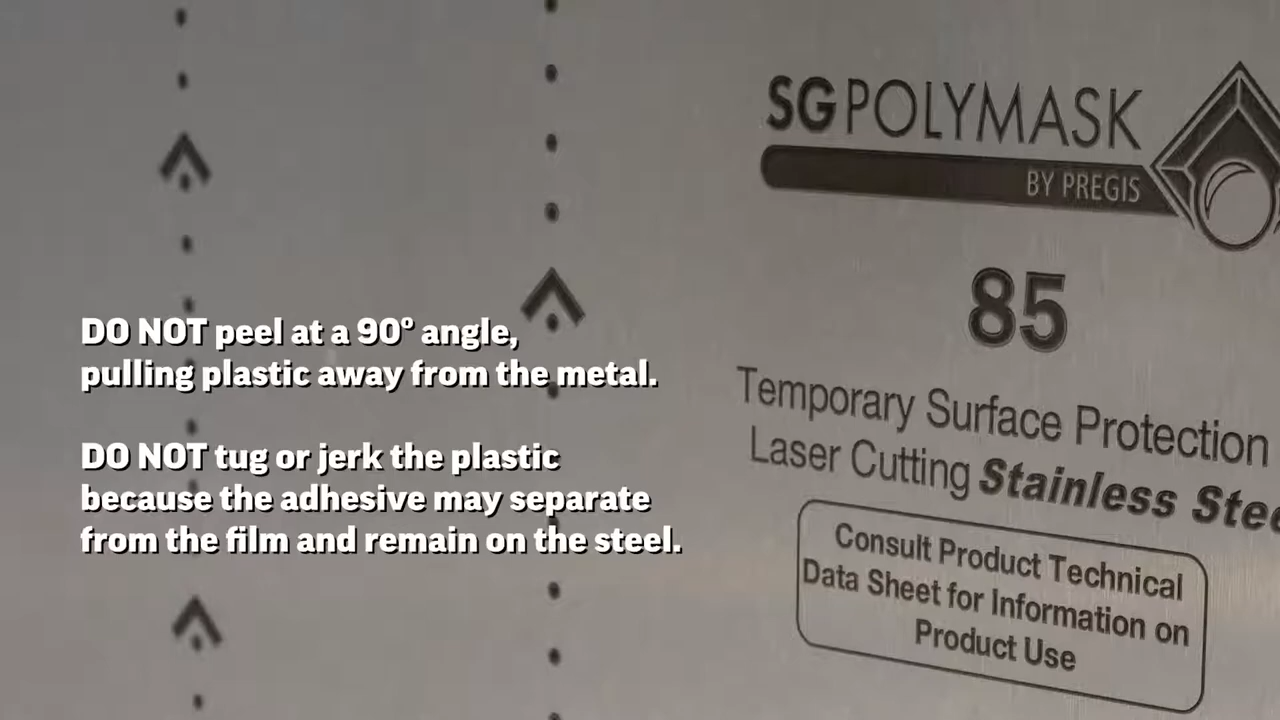 DO NOT peel at a 90° angle,
pulling plastic away from the metal.
DO NOT tug or jerk the plastic
because the adhesive may separate
from the film and remain on the steel.
SG POLYMASK
BY PREGIS
85
Temporary Surface Protection
Laser Cutting Stainless Stee
Consult Product Technical
Data Sheet for Information on
Product Use